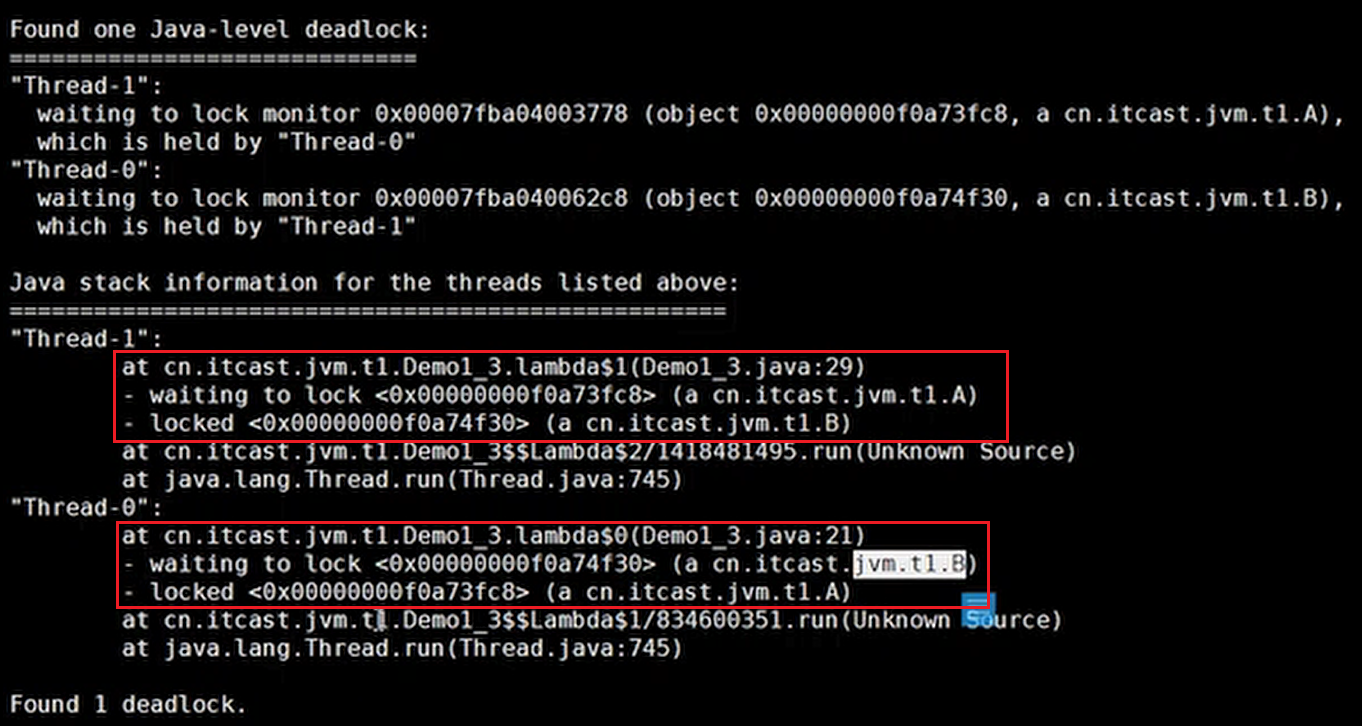 Found one Java-level deadlock:
=============================
"Thread-1":
  waiting to lock monitor 0x00007fba04003778 (object 0x00000000f0a73fc8, a cn.itcast.jvm.t1.A),
  which is held by "Thread-0"
"Thread-0":
  waiting to lock monitor 0x00007fba040062c8 (object 0x00000000f0a74f30, a cn.itcast.jvm.t1.B),
  which is held by "Thread-1"
Java stack information for the threads listed above:
===================================================
"Thread-1":
        at cn.itcast.jvm.t1.Demo1_3.lambda$1(Demo1_3.java:29)
        - waiting to lock <0x00000000f0a73fc8> (a cn.itcast.jvm.t1.A)
        - locked <0x00000000f0a74f30> (a cn.itcast.jvm.t1.B)
        at cn.itcast.jvm.t1.Demo1_3$$Lambda$2/1418481495.run(Unknown Source)
        at java.lang.Thread.run(Thread.java:745)
"Thread-0":
        at cn.itcast.jvm.t1.Demo1_3.lambda$0(Demo1_3.java:21)
        - waiting to lock <0x00000000f0a74f30> (a cn.itcast.jvm.t1.B)
        - locked <0x00000000f0a73fc8> (a cn.itcast.jvm.t1.A)
        at cn.itcast.jvm.t1.Demo1_3$$Lambda$1/834600351.run(Unknown Source)
        at java.lang.Thread.run(Thread.java:745)
Found 1 deadlock.